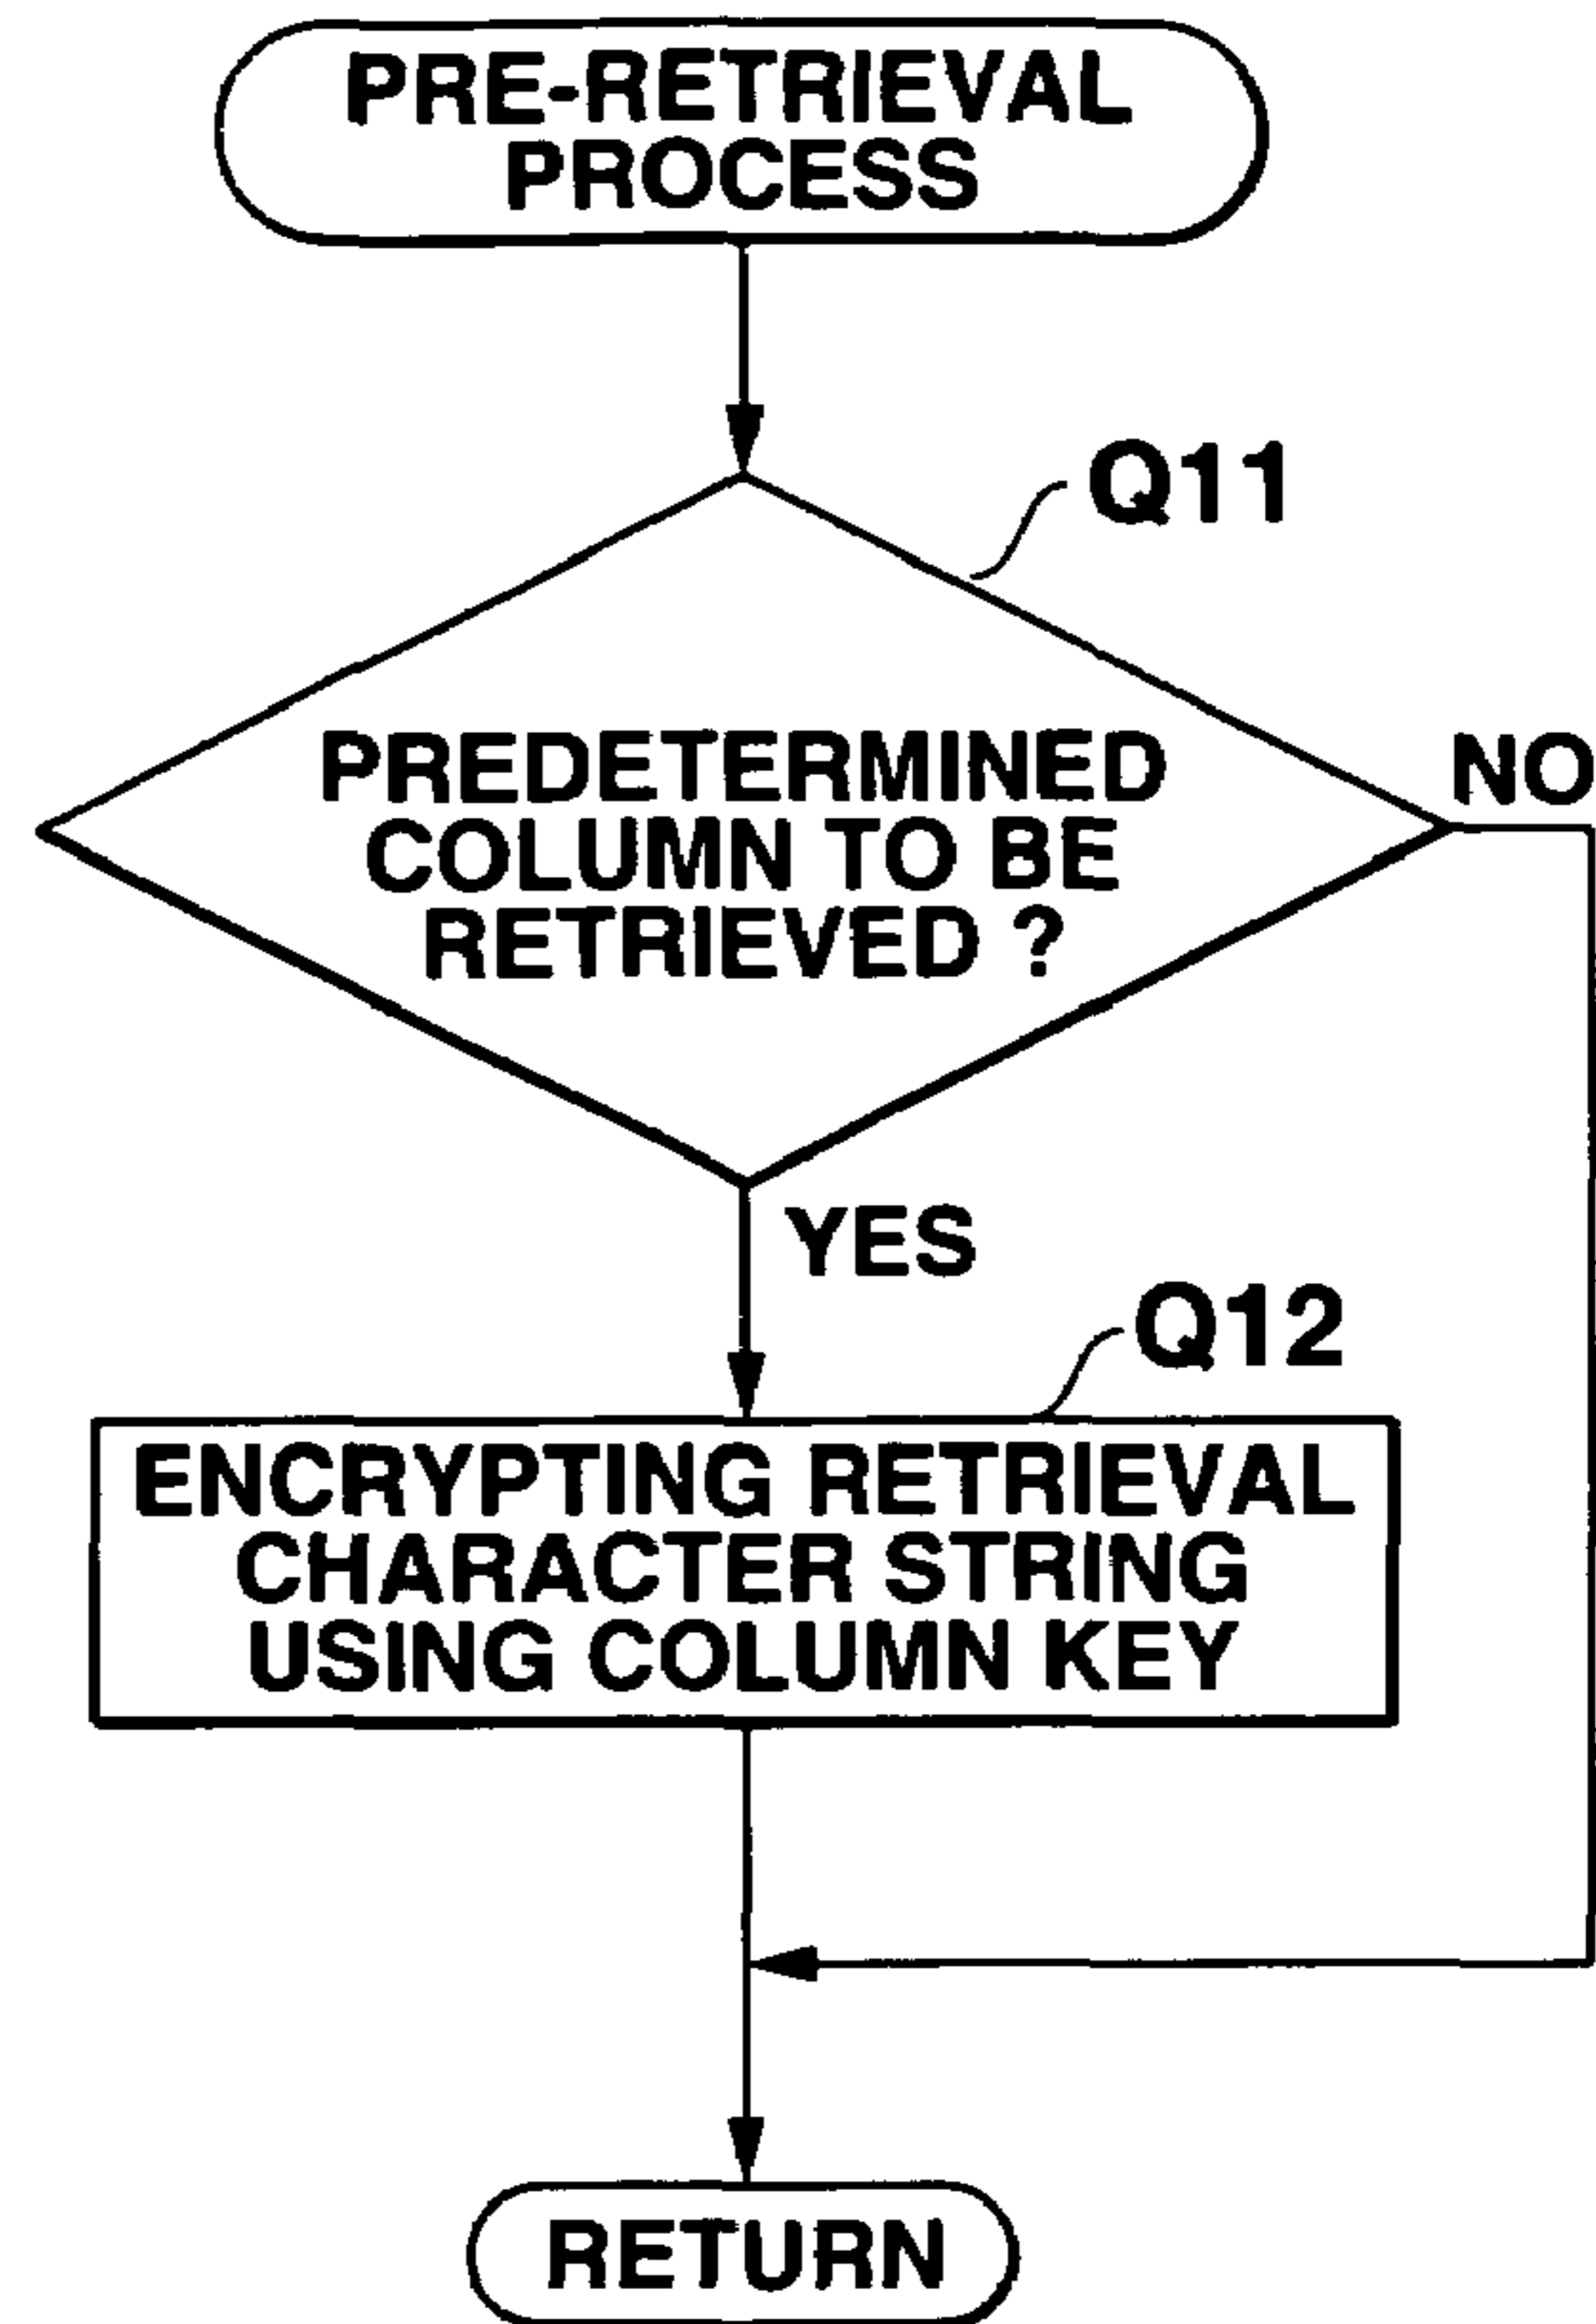 PRE-RETRIEVAL
PROCESS
Q11
PREDETERMINED
COLUMN TO BE
RETRIEVED ?
NO
YES
Q12
ENCRYPTING RETRIEVAL
CHARACTER STRING
USING COLUMN KEY
RETURN